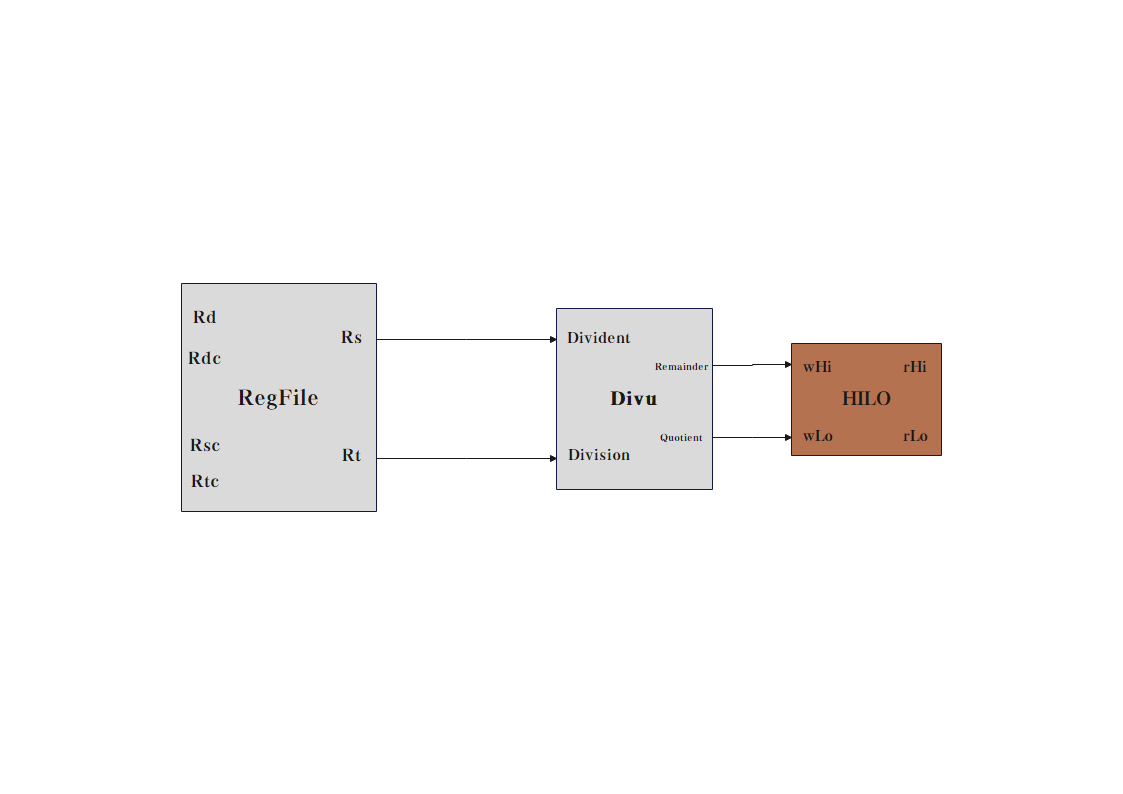 Rd
Rs
Rdc
RegFile
Rsc
Rt
Rtc
Divident
Remainder
Divu
Quotient
Division
wHi
rHi
HILO
wLo
rLo